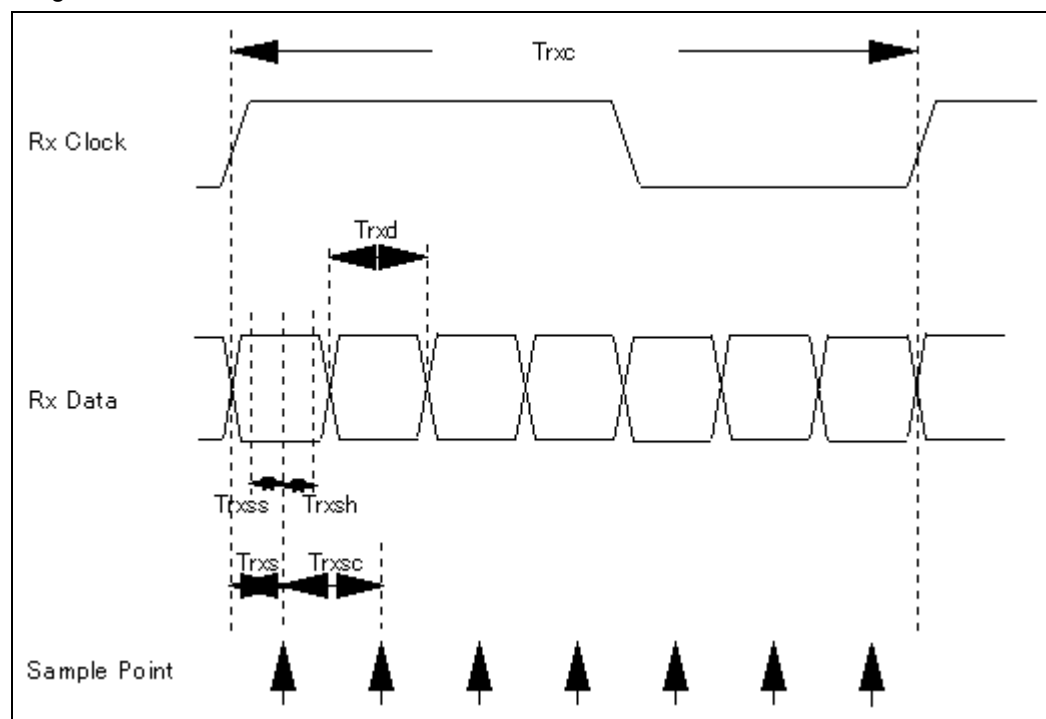 Trxc
Rx Clock
Trxd
Rx Data
Trxss Trxsh
Trxs Trxsc
Sample Point